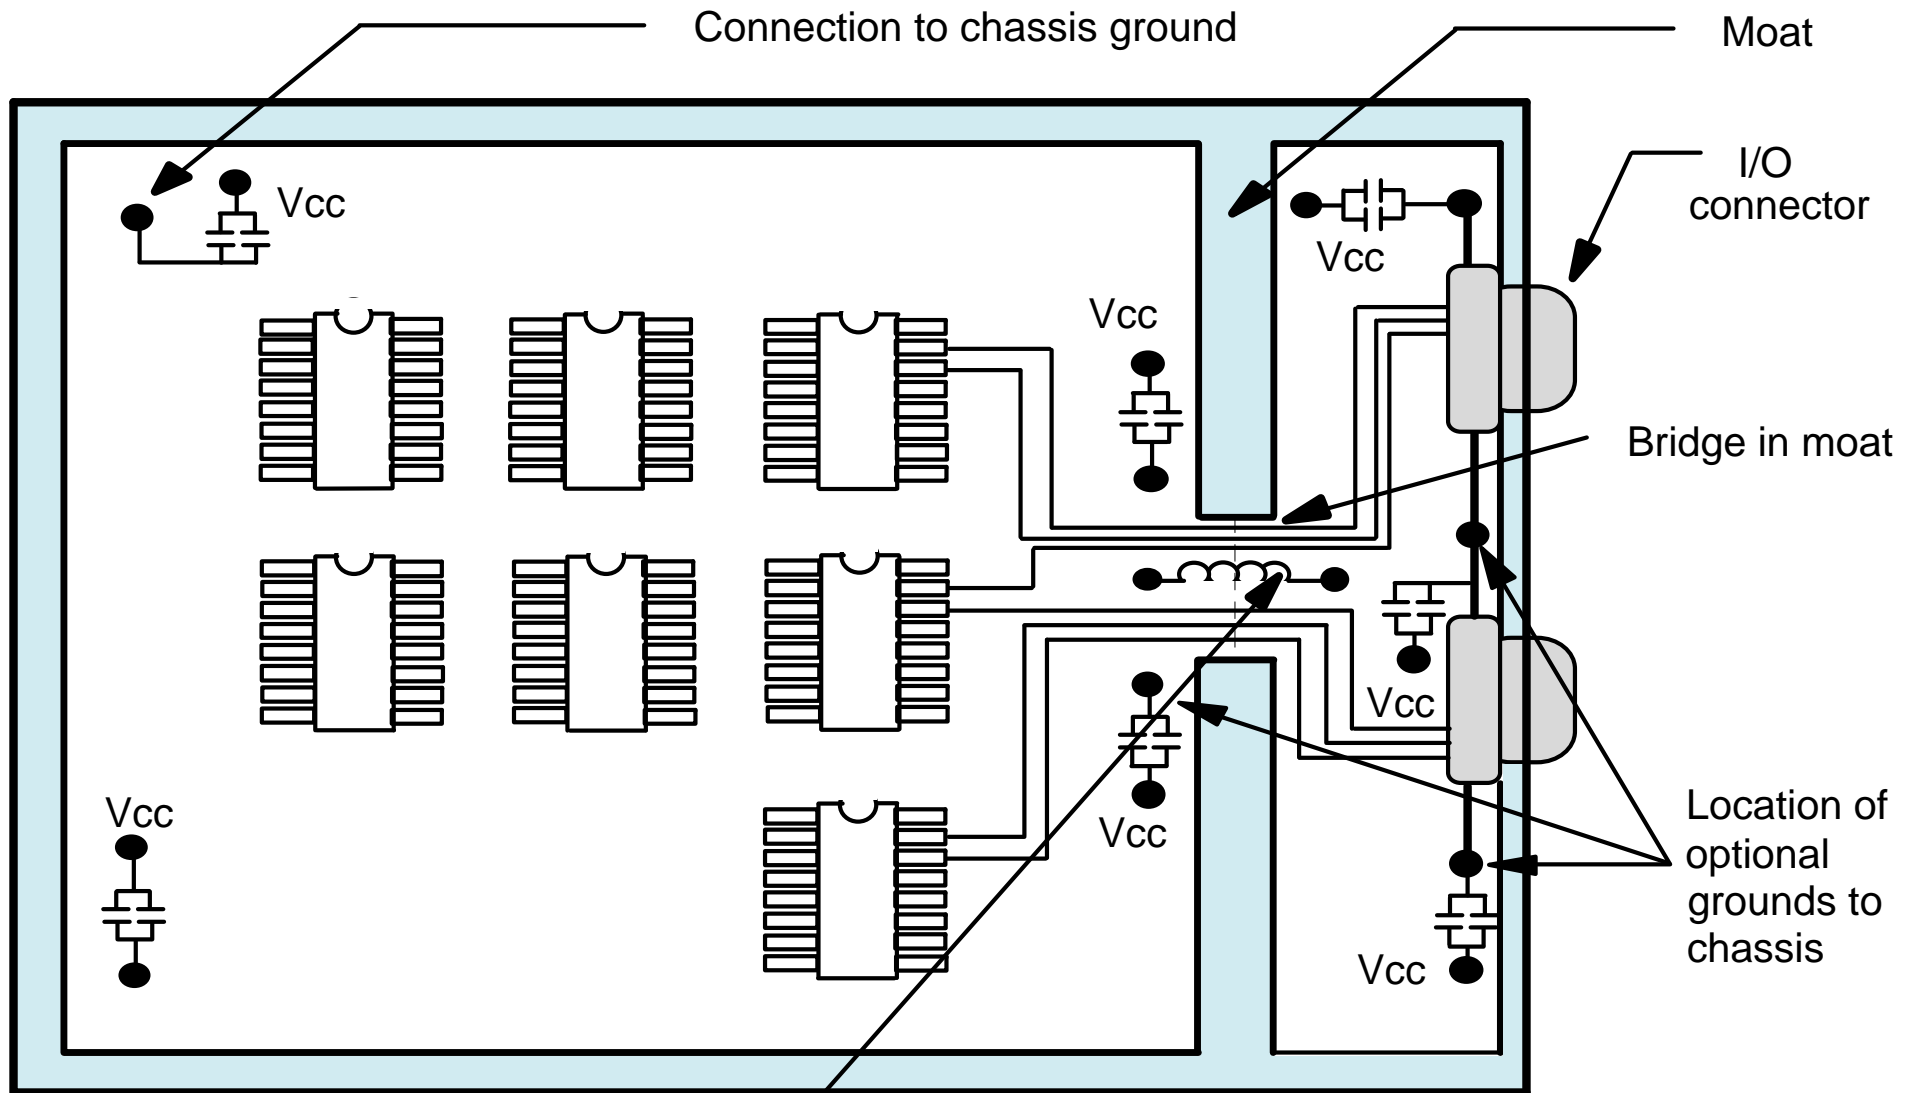 Connection to chassis ground
Moat
I/O
connector
Vcc
Vcc
Vcc
Bridge in moat
Vcc
Vcc
Vcc
Location of
optional
grounds to
chassis
Vcc